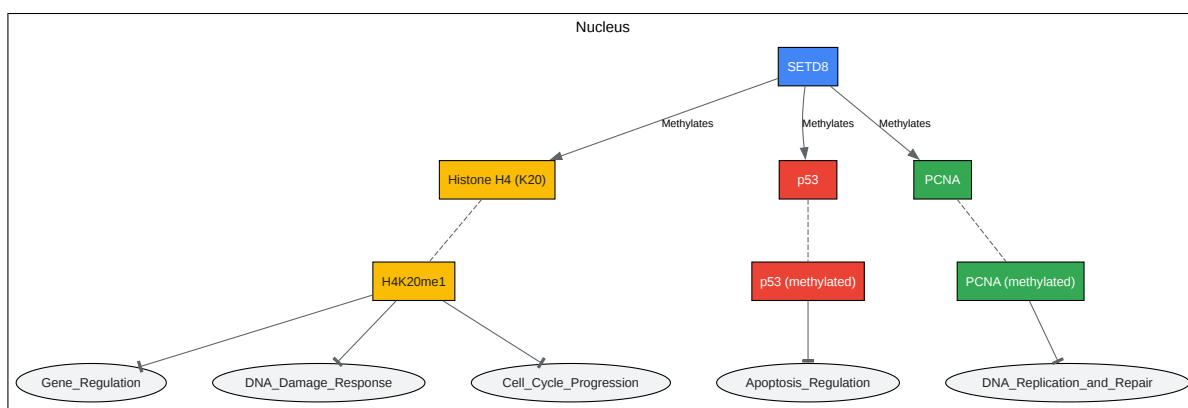 Nucleus
SETD8
Methylates
Methylates
Methylates
Histone H4 (K20)
p53
PCNA
H4K20me1
p53 (methylated)
PCNA (methylated)
Gene_Regulation
DNA_Damage_Response
Cell_Cycle_Progression
Apoptosis_Regulation
DNA_Replication_and_Repair